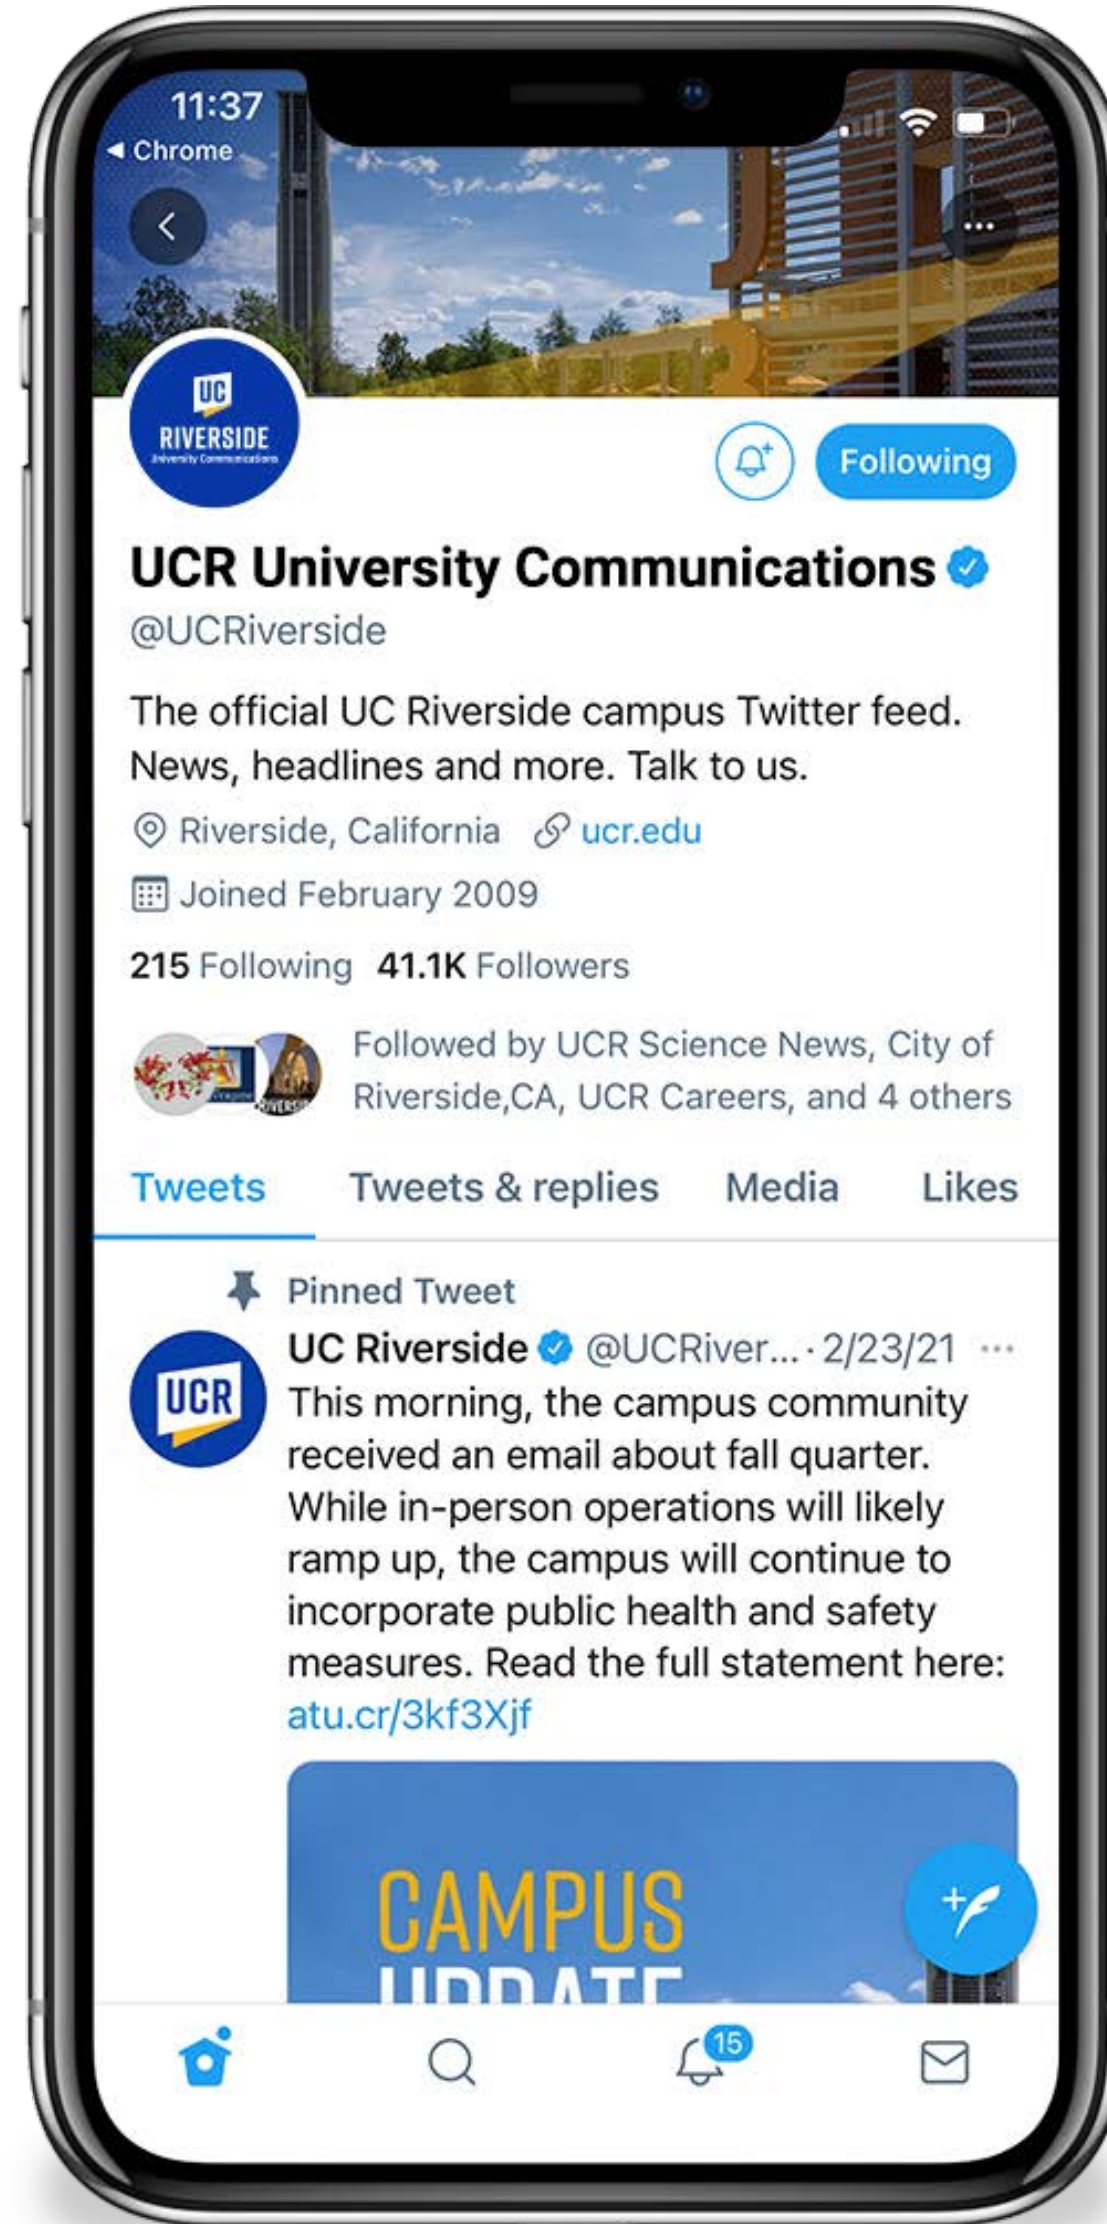 11:37
Chrome
UC
RIVERSIDE
University Communications
Following
UCR University Communications
@UCRiverside
The official UC Riverside campus Twitter feed.
News, headlines and more. Talk to us.
Riverside, California ucr.edu
Joined February 2009
215 Following 41.1K Followers
Followed by UCR Science News, City of
Riverside,CA, UCR Careers, and 4 others
Tweets Tweets & replies Media Likes
Pinned Tweet
UC Riverside @UCRiver... · 2/23/21
UCR
This morning, the campus community
received an email about fall quarter.
While in-person operations will likely
ramp up, the campus will continue to
incorporate public health and safety
measures. Read the full statement here:
atu.cr/3kf3Xjf
CAMPUS
UPDATE
15